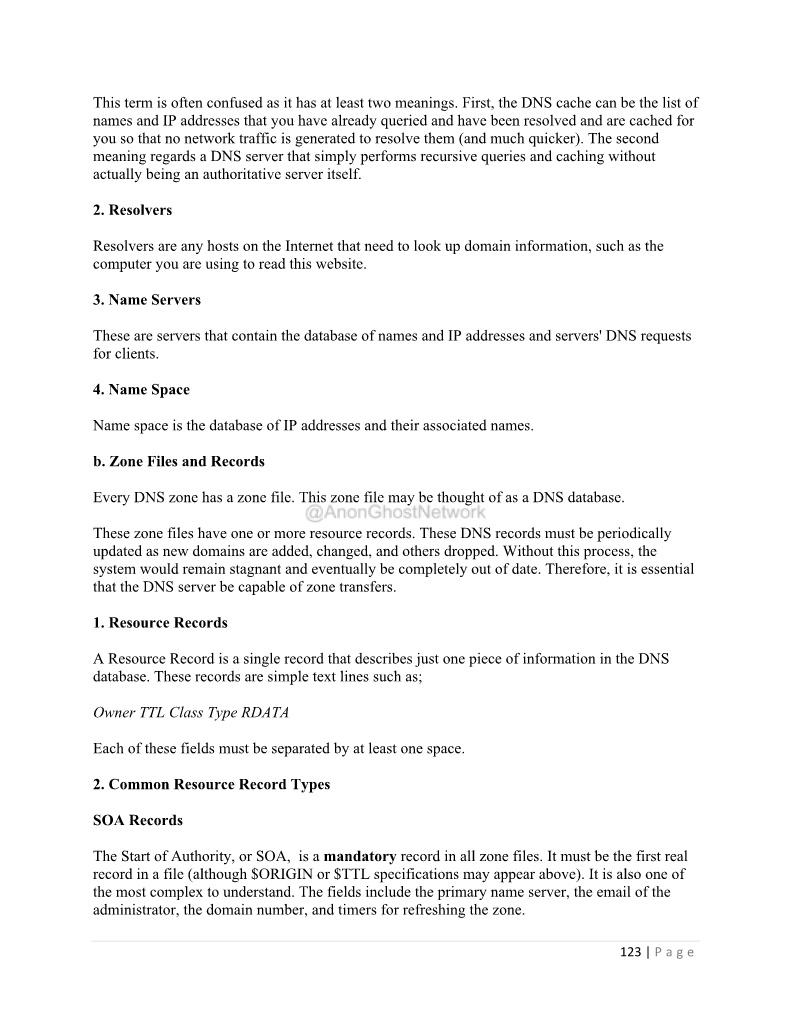 This term is often confused as it has at least two meanings. First, the DNS cache can be the list of
names and IP addresses that you have already queried and have been resolved and are cached for
you so that no network traffic is generated to resolve them (and much quicker). The second
meaning regards a DNS server that simply performs recursive queries and caching without
actually being an authoritative server itself.
2. Resolvers
Resolvers are any hosts on the Internet that need to look up domain information, such as the
computer you are using to read this website.
3. Name Servers
These are servers that contain the database of names and IP addresses and servers' DNS requests
for clients.
4. Name Space
Name space is the database of IP addresses and their associated names.
b. Zone Files and Records
Every DNS zone has a zone file. This zone file may be thought of as a DNS database.
@AnonGhostNetwork
These zone files have one or more resource records. These DNS records must be periodically
updated as new domains are added, changed, and others dropped. Without this process, the
system would remain stagnant and eventually be completely out of date. Therefore, it is essential
that the DNS server be capable of zone transfers.
1. Resource Records
A Resource Record is a single record that describes just one piece of information in the DNS
database. These records are simple text lines such as;
Owner TTL Class Type RDATA
Each of these fields must be separated by at least one space.
2. Common Resource Record Types
SOA Records
The Start of Authority, or SOA,  is a mandatory record in all zone files. It must be the first real
record in a file (although $ORIGIN or $TTL specifications may appear above). It is also one of
the most complex to understand. The fields include the primary name server, the email of the
administrator, the domain number, and timers for refreshing the zone.
123 | P a g e